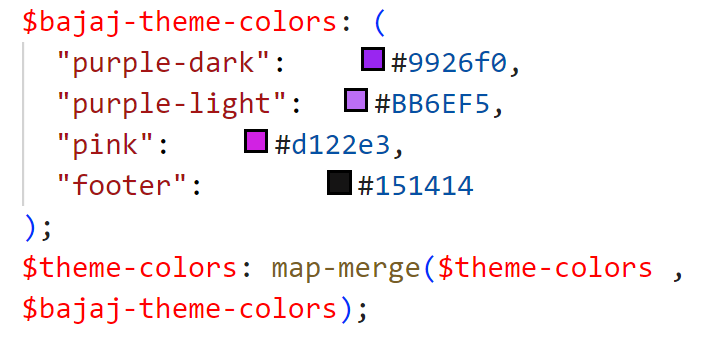 $bajaj-theme-colors: (
"purple-dark": #9926f0,
"purple-light": #BB6EF5,
"pink": #d122e3,
"footer": #151414
);
$theme-colors: map-merge($theme-colors ,
$bajaj-theme-colors);